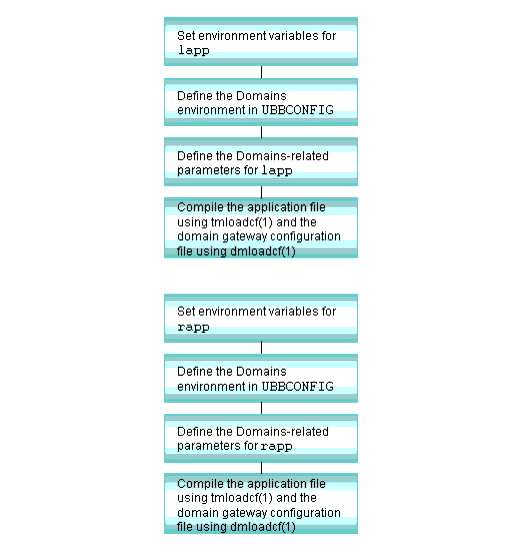 Set environment variables for
lapp
Define the Domains
environment in UBBCONFIG
Define the Domains-related
parameters for lapp
Compile the application file
using tmloadcf(1) and the
domain gateway configuration
file using dmloadcf(1)
Set environment variables for
rapp
Define the Domains
environment in UBBCONFIG
Define the Domains-related
parameters for rapp
Compile the application file
using tmloadcf(1) and the
domain gateway configuration
file using dmloadcf(1)